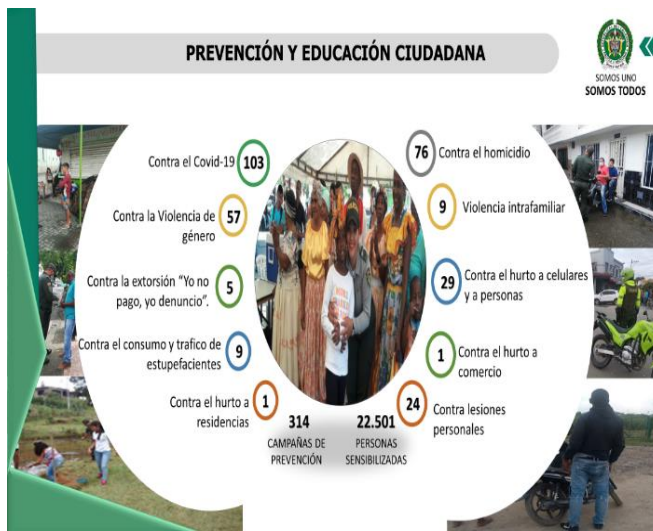 PREVENCIÓN Y EDUCACIÓN CIUDADANA
SOMOS UNO
SOMOS TODOS
Contra el Covid-19 103
Contra la Violencia de
género 57
Contra la extorsión “Yo no
pago, yo denuncio”. 5
Contra el consumo y trafico de
estupefacientes 9
Contra el hurto a
residencias 1
76 Contra el homicidio
9 Violencia intrafamiliar
29 Contra el hurto a celulares
y a personas
1 Contra el hurto a
comercio
24 Contra lesiones
personales
314
CAMPAÑAS DE
PREVENCIÓN
22.501
PERSONAS
SENSIBILIZADAS